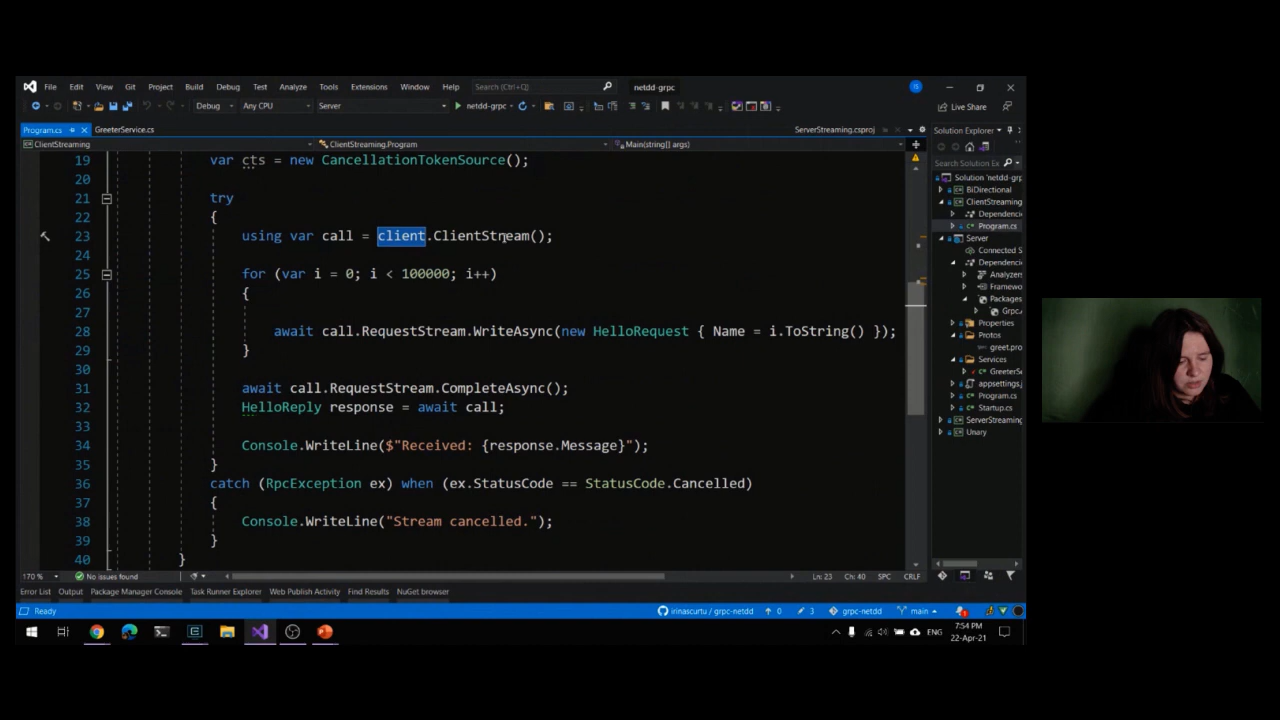 File Edit View Git Project Build Debug Test Analyze Tools Extensions Window Help Search (Ctrl+Q) netdd-grpc
Debug Any CPU Server netdd-grpc Live Share
Program.cs GreeterService.cs ServerStreaming.csproj
ClientStreaming ClientStreaming.Program Main(string[] args)
19 var cts = new CancellationTokenSource();
20
21 try
22 {
23 using var call = client.ClientStream();
24
25 for (var i = 0; i < 100000; i++)
26 {
27
28 await call.RequestStream.WriteAsync(new HelloRequest { Name = i.ToString() });
29 }
30
31 await call.RequestStream.CompleteAsync();
32 HelloReply response = await call;
33
34 Console.WriteLine($"Received: {response.Message}");
35 }
36 catch (RpcException ex) when (ex.StatusCode == StatusCode.Cancelled)
37 {
38 Console.WriteLine("Stream cancelled.");
39 }
40 }
170 % No issues found Ln: 23 Ch: 40 SPC CRLF
Error List Output Package Manager Console Task Runner Explorer Web Publish Activity Find Results NuGet browser
Ready irinascurtu / grpc-netdd 0 3 grpc-netdd main
Solution Explorer
Search Solution Ex
Solution 'netdd-grpc'
BiDirectional
ClientStreaming
Dependenci
Program.cs
Server
Connected S
Dependenci
Analyzers
Framewo
Packages
Grpc.
Properties
Protos
greet.pro
Services
GreeterSe
appsettings.j
Program.cs
Startup.cs
ServerStreaming
Unary
ENG
7:54 PM
22-Apr-21